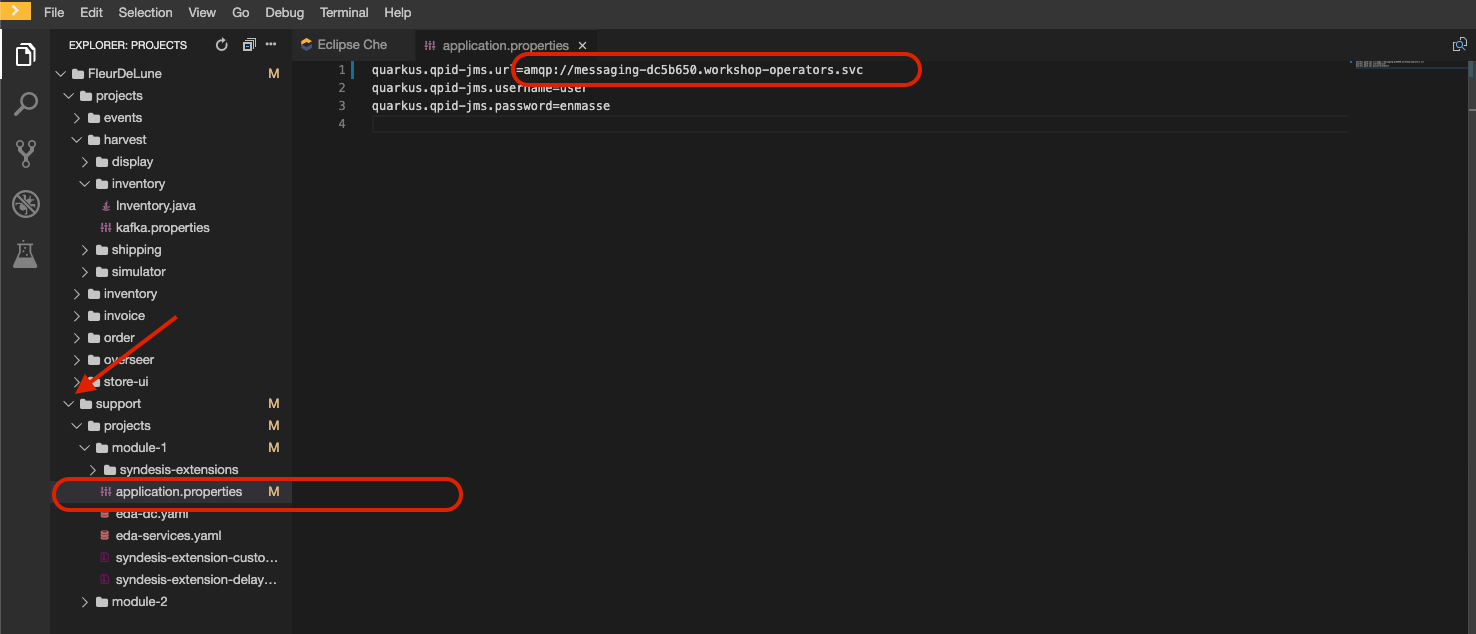 File Edit Selection View Go Debug Terminal Help
EXPLORER: PROJECTS
Eclipse Che
application.properties
FleurDeLune M
projects
events
harvest
display
inventory
Inventory.java
kafka.properties
shipping
simulator
inventory
invoice
order
overseer
store-ui
support M
projects M
module-1 M
syndesis-extensions
application.properties M
eda-dc.yaml
eda-services.yaml
syndesis-extension-custo...
syndesis-extension-delay...
module-2
1 quarkus.qpid-jms.url=amqp://messaging-dc5b650.workshop-operators.svc
2 quarkus.qpid-jms.username=user
3 quarkus.qpid-jms.password=enmasse
4